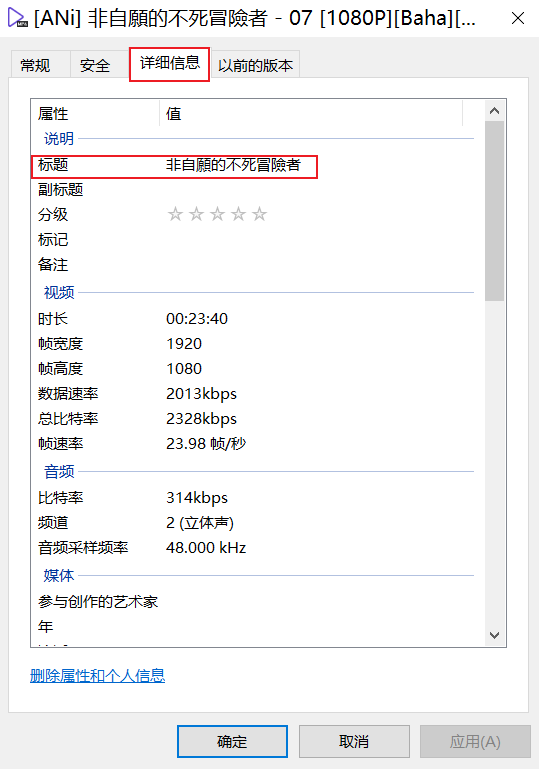 [ANi] 非自願的不死冒險者 - 07 [1080P][Baha][...
常规 安全 详细信息 以前的版本
属性 值
说明
标题 非自願的不死冒險者
副标题
分级 ☆ ☆ ☆ ☆ ☆
标记
备注
视频
时长 00:23:40
帧宽度 1920
帧高度 1080
数据速率 2013kbps
总比特率 2328kbps
帧速率 23.98 帧/秒
音频
比特率 314kbps
频道 2 (立体声)
音频采样频率 48.000 kHz
媒体
参与创作的艺术家
年
删除属性和个人信息
确定 取消 应用(A)